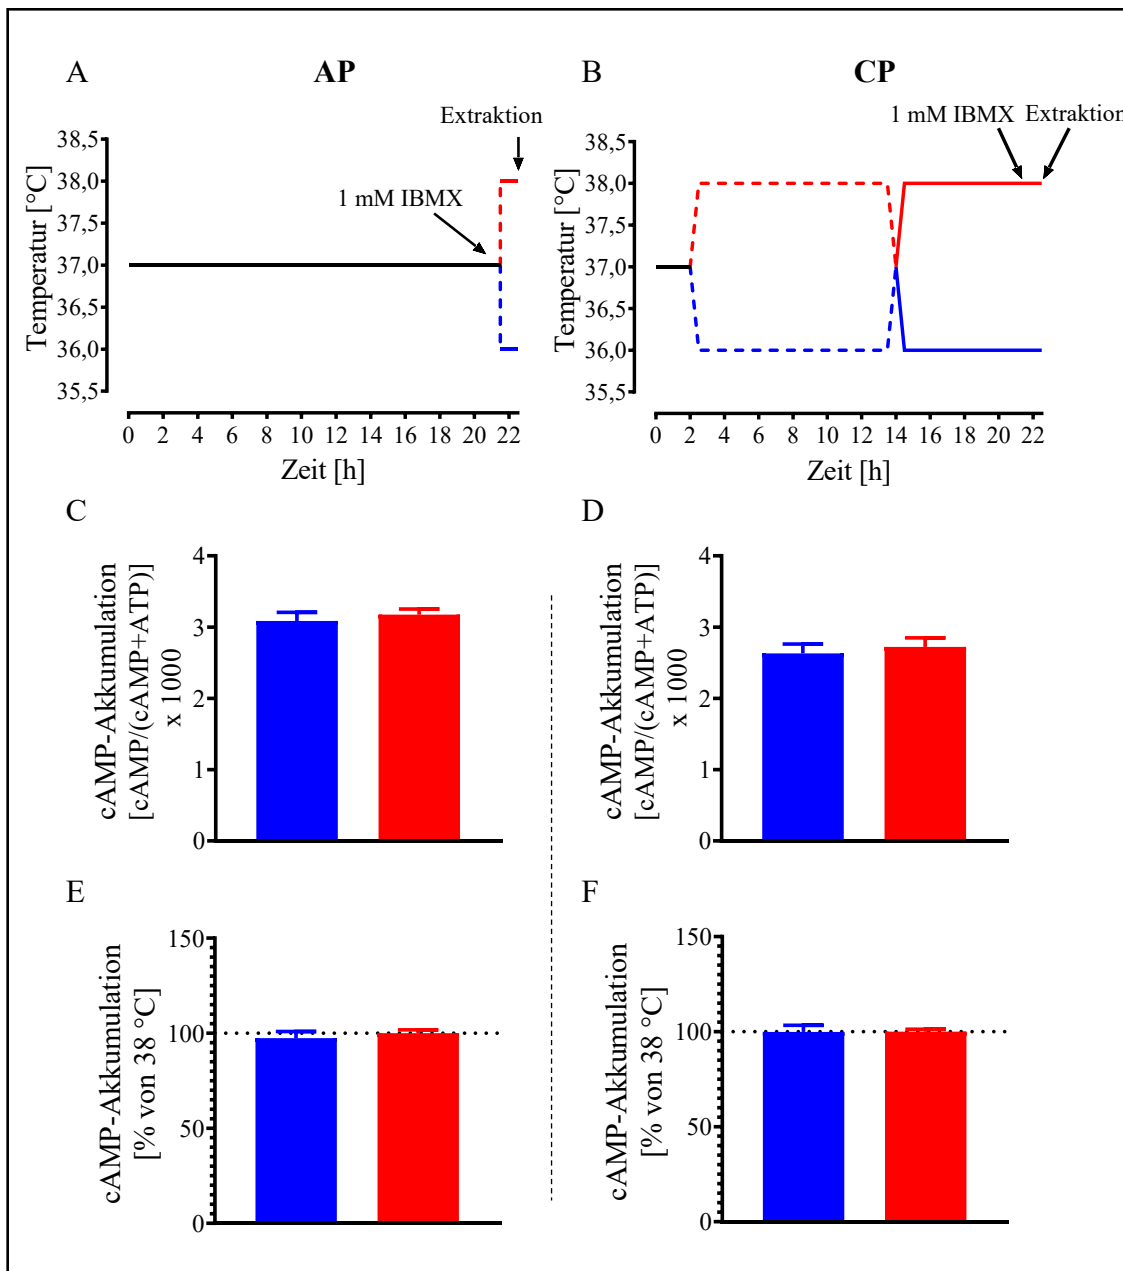 A
AP
Extraktion
1 mM IBMX
Temperatur [°C]
38,5
38,0
37,5
37,0
36,5
36,0
35,5
0 2 4 6 8 10 12 14 16 18 20 22
Zeit [h]
B
CP
1 mM IBMX Extraktion
Temperatur [°C]
38,5
38,0
37,5
37,0
36,5
36,0
35,5
0 2 4 6 8 10 12 14 16 18 20 22
Zeit [h]
C
cAMP-Akkumulation
[cAMP/(cAMP+ATP)]
x 1000
4
3
2
1
0
D
cAMP-Akkumulation
[cAMP/(cAMP+ATP)]
x 1000
4
3
2
1
0
E
cAMP-Akkumulation
[% von 38 °C]
150
100
50
0
F
cAMP-Akkumulation
[% von 38 °C]
150
100
50
0